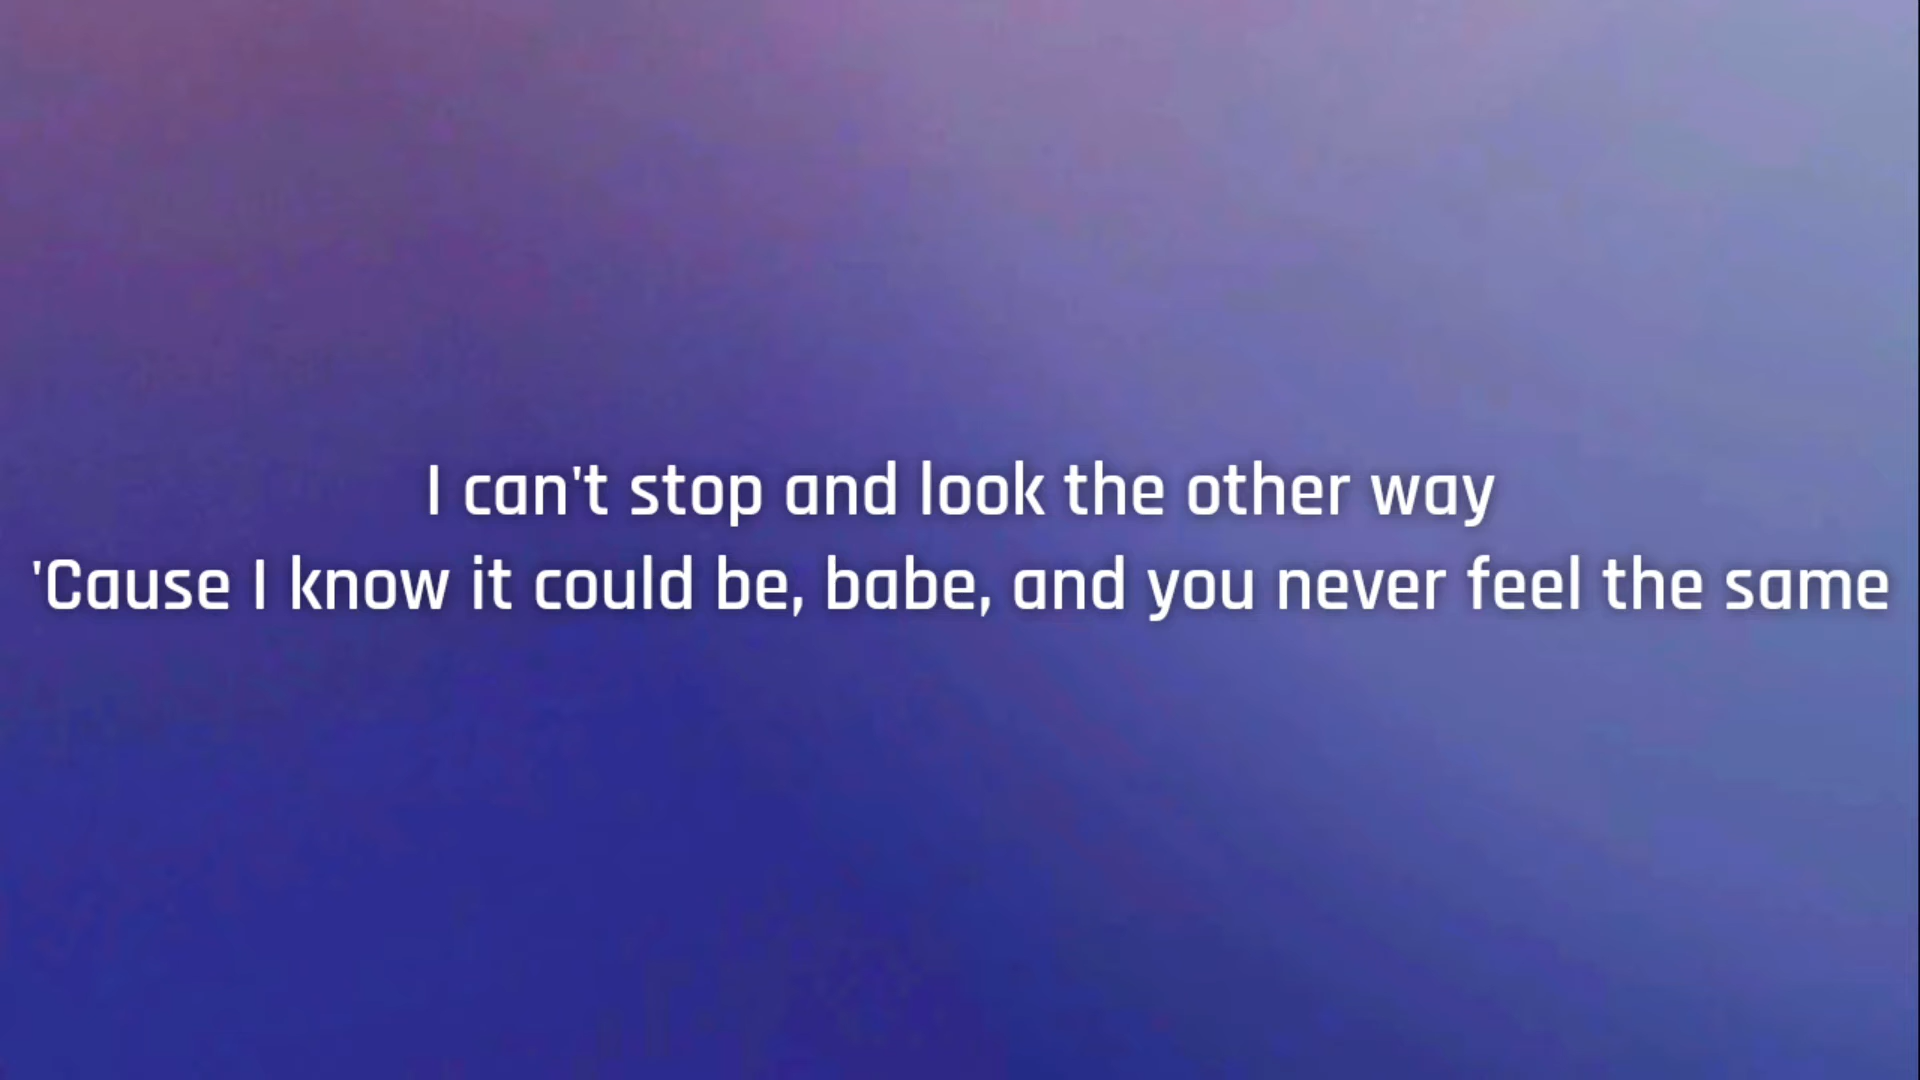 I can't stop and look the other way
'Cause I know it could be, babe, and you never feel the same